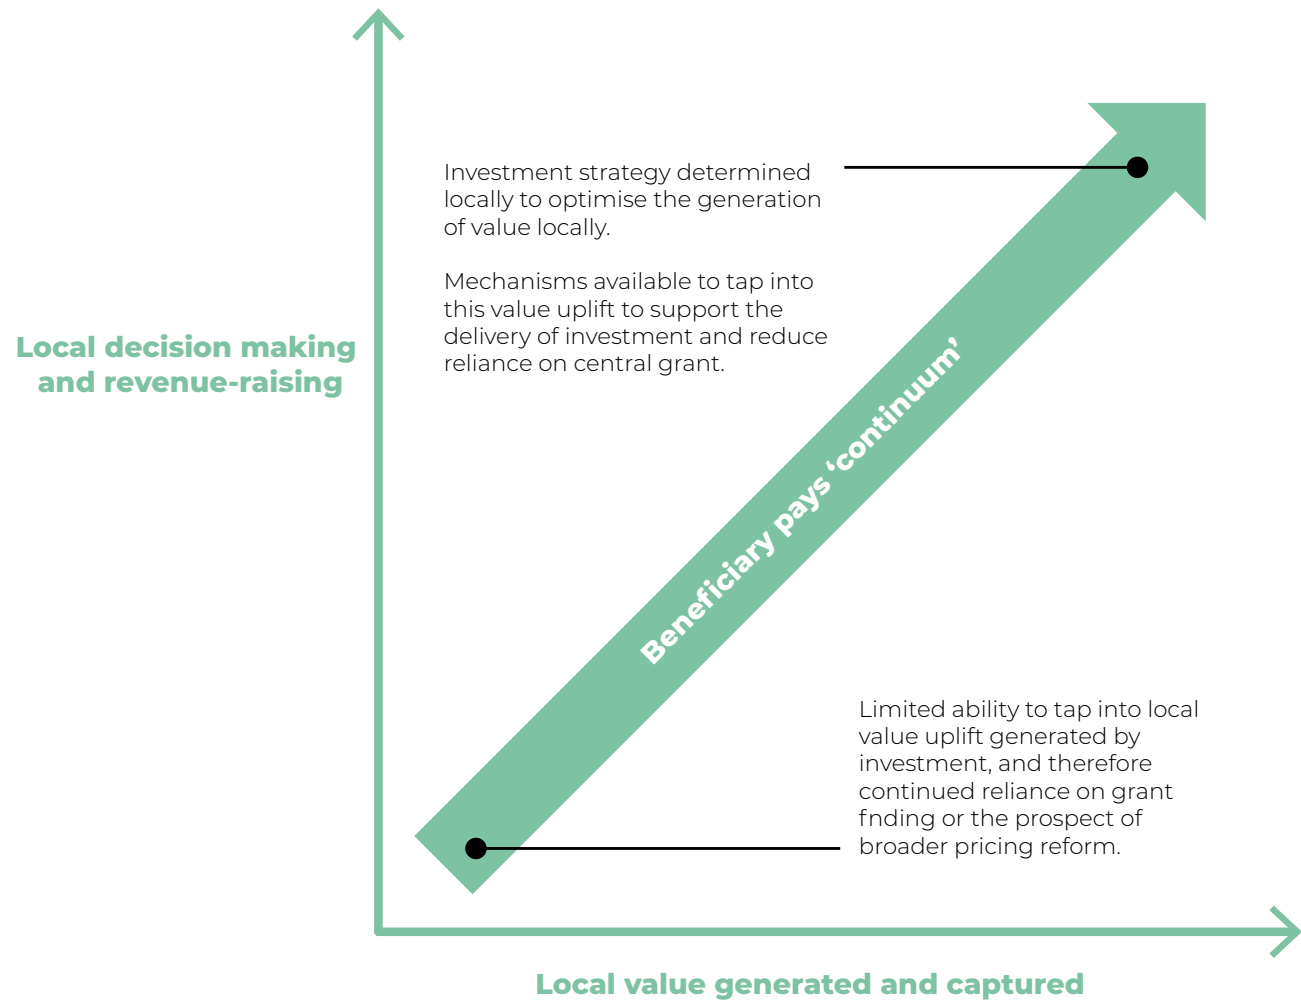 Investment strategy determined
locally to optimise the generation
of value locally.
Mechanisms available to tap into
this value uplift to support the
delivery of investment and reduce
reliance on central grant.
Local decision making
and revenue-raising
Beneficiary pays ‘continuum’
Limited ability to tap into local
value uplift generated by
investment, and therefore
continued reliance on grant
fnding or the prospect of
broader pricing reform.
Local value generated and captured